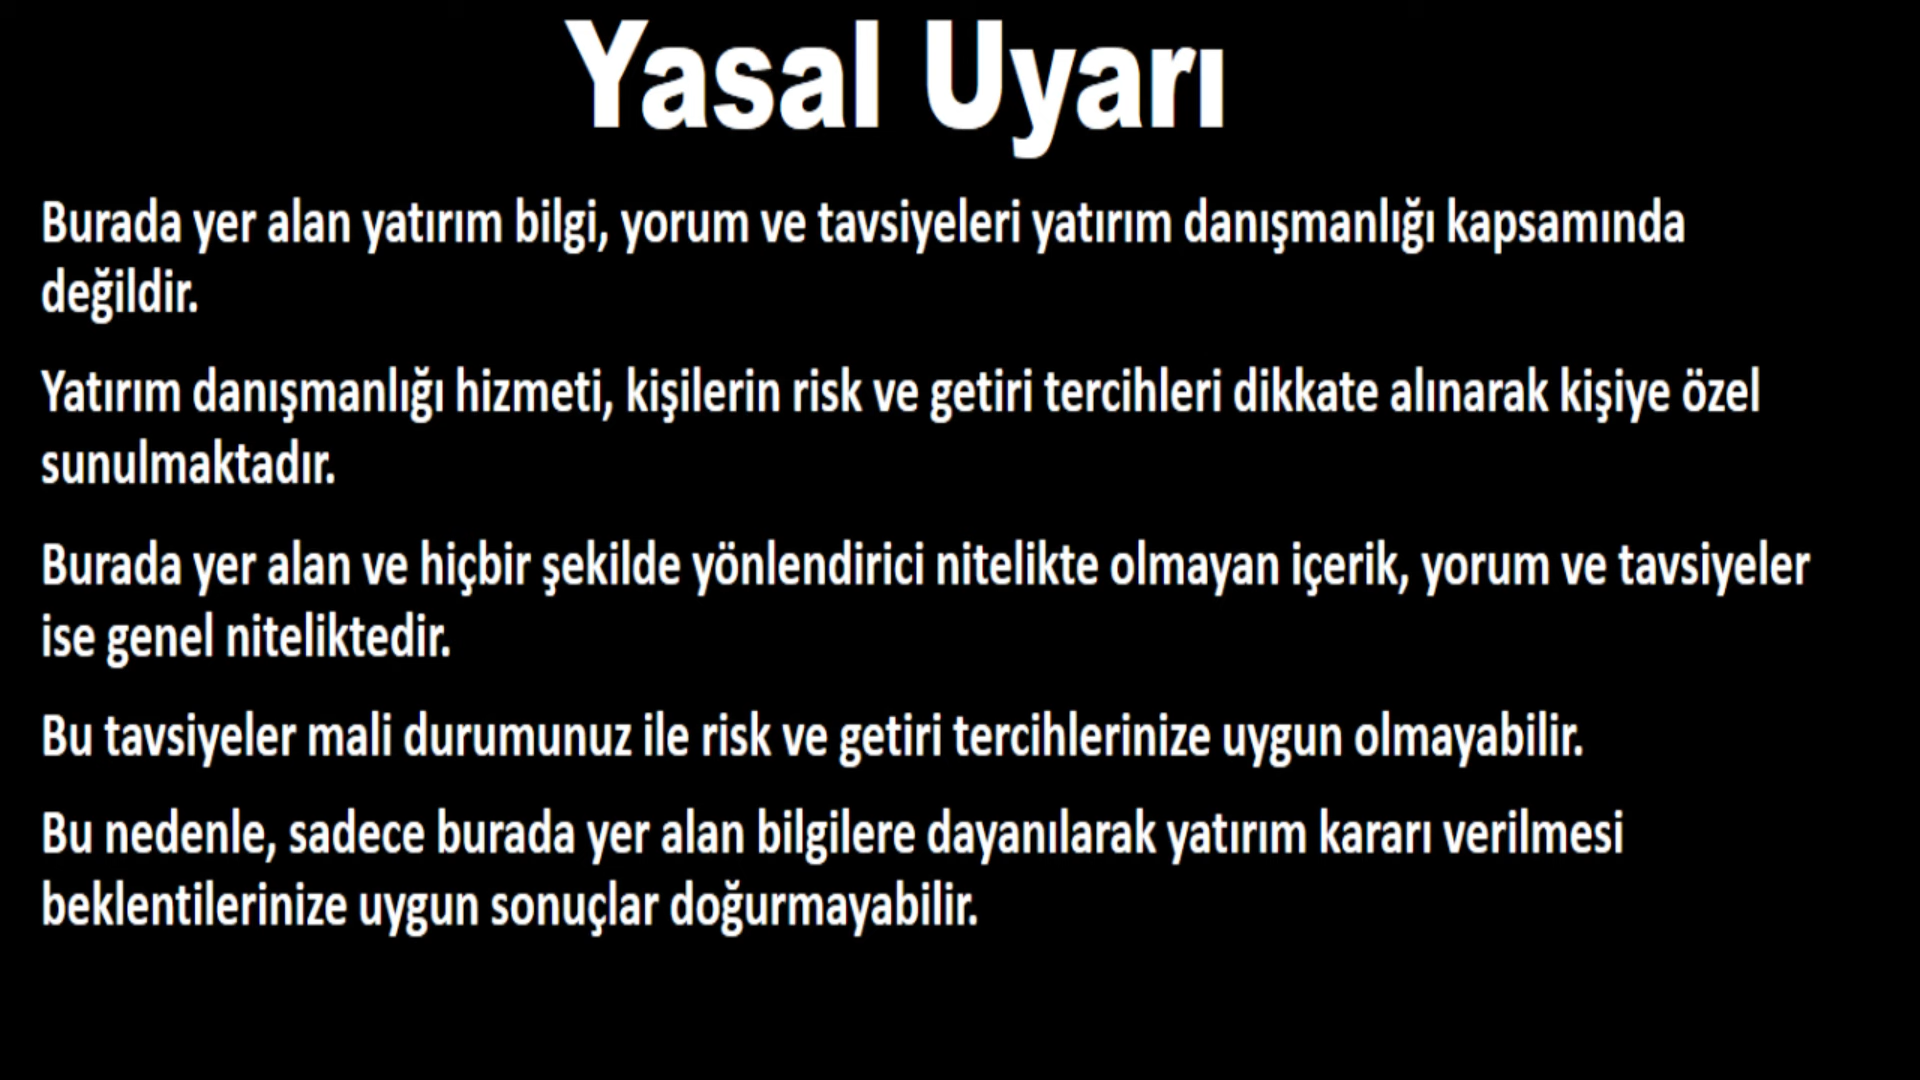 Yasal Uyarı
Burada yer alan yatırım bilgi, yorum ve tavsiyeleri yatırım danışmanlığı kapsamında
değildir.
Yatırım danışmanlığı hizmeti, kişilerin risk ve getiri tercihleri dikkate alınarak kişiye özel
sunulmaktadır.
Burada yer alan ve hiçbir şekilde yönlendirici nitelikte olmayan içerik, yorum ve tavsiyeler
ise genel niteliktedir.
Bu tavsiyeler mali durumunuz ile risk ve getiri tercihlerinize uygun olmayabilir.
Bu nedenle, sadece burada yer alan bilgilere dayanılarak yatırım kararı verilmesi
beklentilerinize uygun sonuçlar doğurmayabilir.